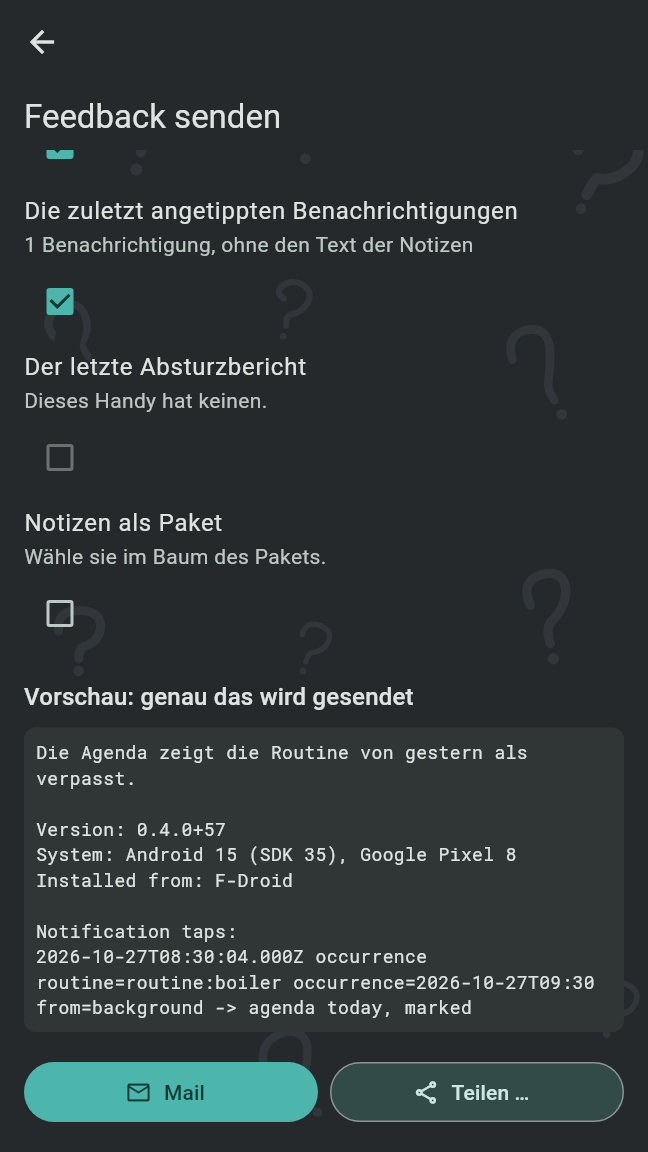 Feedback senden
Die zuletzt angetippten Benachrichtigungen
1 Benachrichtigung, ohne den Text der Notizen
Der letzte Absturzbericht
Dieses Handy hat keinen.
Notizen als Paket
Wähle sie im Baum des Pakets.
Vorschau: genau das wird gesendet
Die Agenda zeigt die Routine von gestern als
verpasst.
Version: 0.4.0+57
System: Android 15 (SDK 35), Google Pixel 8
Installed from: F-Droid
Notification taps:
2026-10-27T08:30:04.000Z occurrence
routine=routine:boiler occurrence=2026-10-27T09:30
from=background -> agenda today, marked
Mail
Teilen …